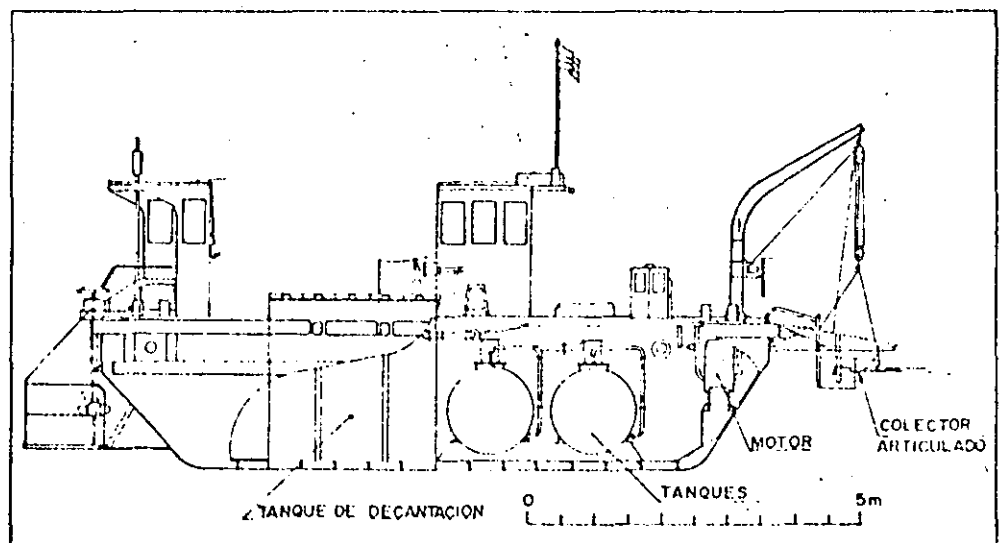 COLECTOR
ARTICULADO
MOTOR
TANQUES
TANQUE DE DECANTACION
0 5m